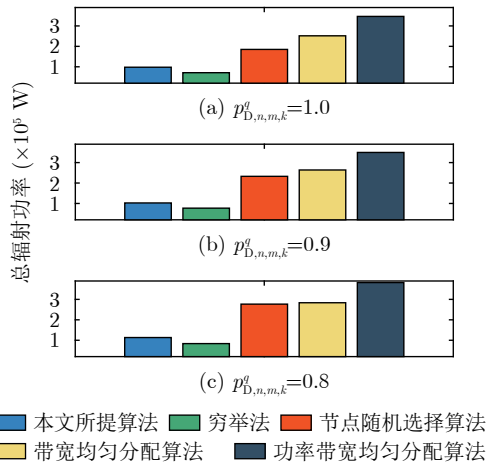 总辐射功率 (×10⁵ W)
3
2
1
(a) p^q_{D,n,m,k}=1.0
3
2
1
(b) p^q_{D,n,m,k}=0.9
3
2
1
(c) p^q_{D,n,m,k}=0.8
本文所提算法 穷举法 节点随机选择算法
带宽均匀分配算法 功率带宽均匀分配算法